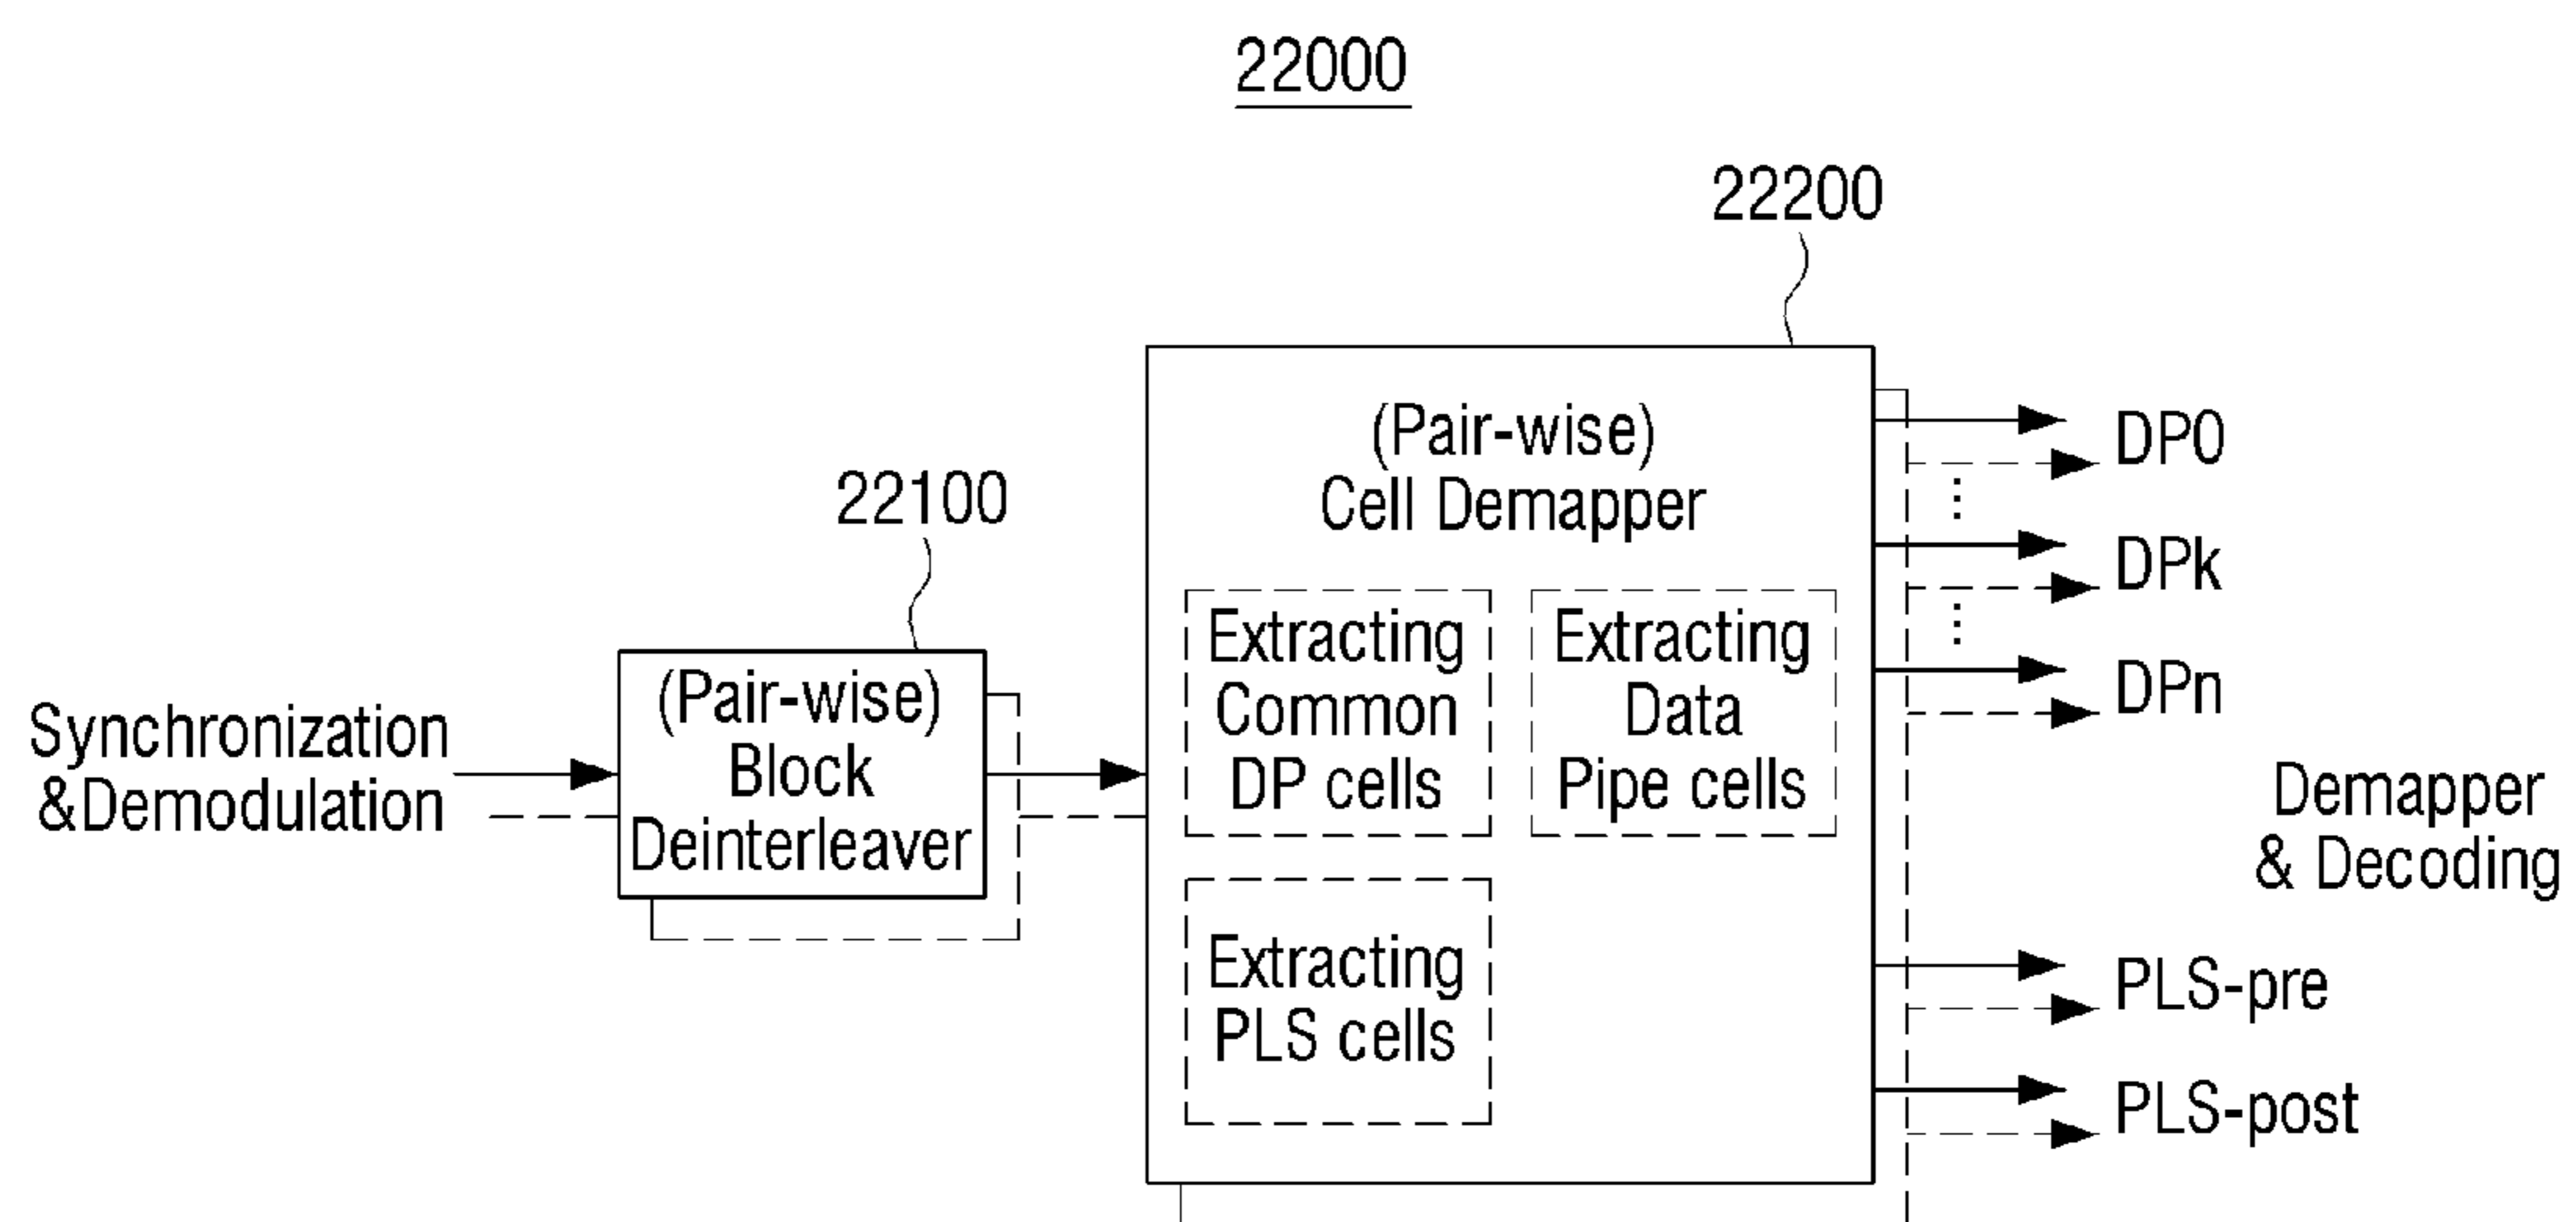 22000
22200
(Pair-wise)
Cell Demapper
22100
DP0
DPk
DPn
Extracting
Common
DP cells
Extracting
Data
Pipe cells
(Pair-wise)
Block
Deinterleaver
Synchronization
&Demodulation
Demapper
& Decoding
Extracting
PLS cells
PLS-pre
PLS-post